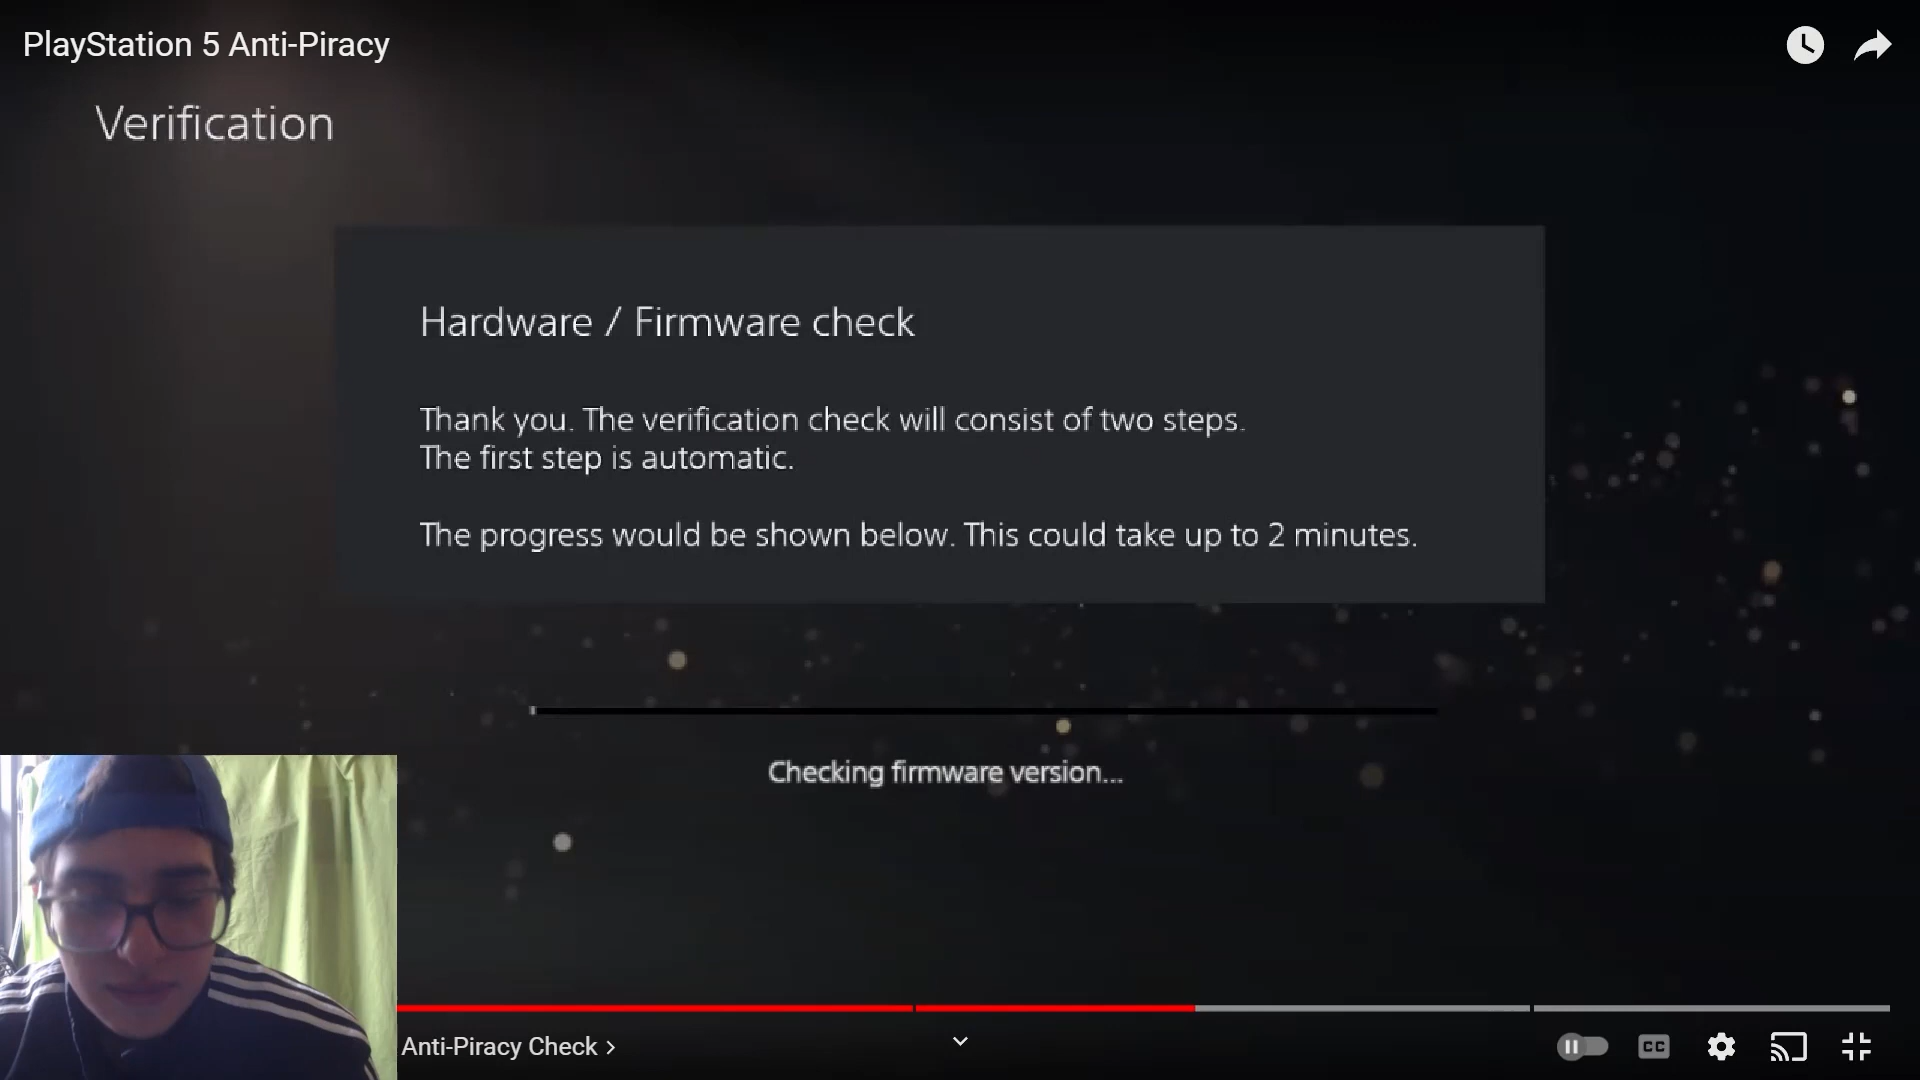 PlayStation 5 Anti-Piracy
Verification
Hardware / Firmware check
Thank you. The verification check will consist of two steps.
The first step is automatic.
The progress would be shown below. This could take up to 2 minutes.
Checking firmware version...
Anti-Piracy Check
CC